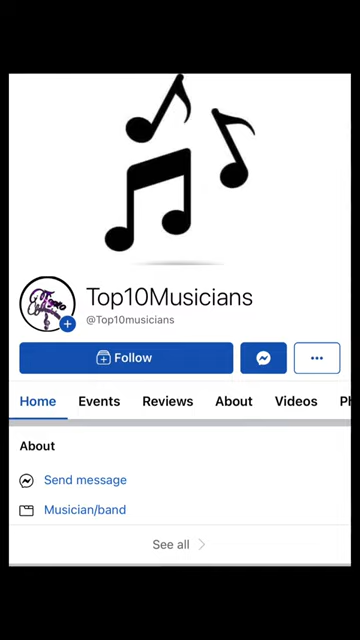 Top10Musicians
@Top10musicians
Follow
Home Events Reviews About Videos
About
Send message
Musician/band
See all